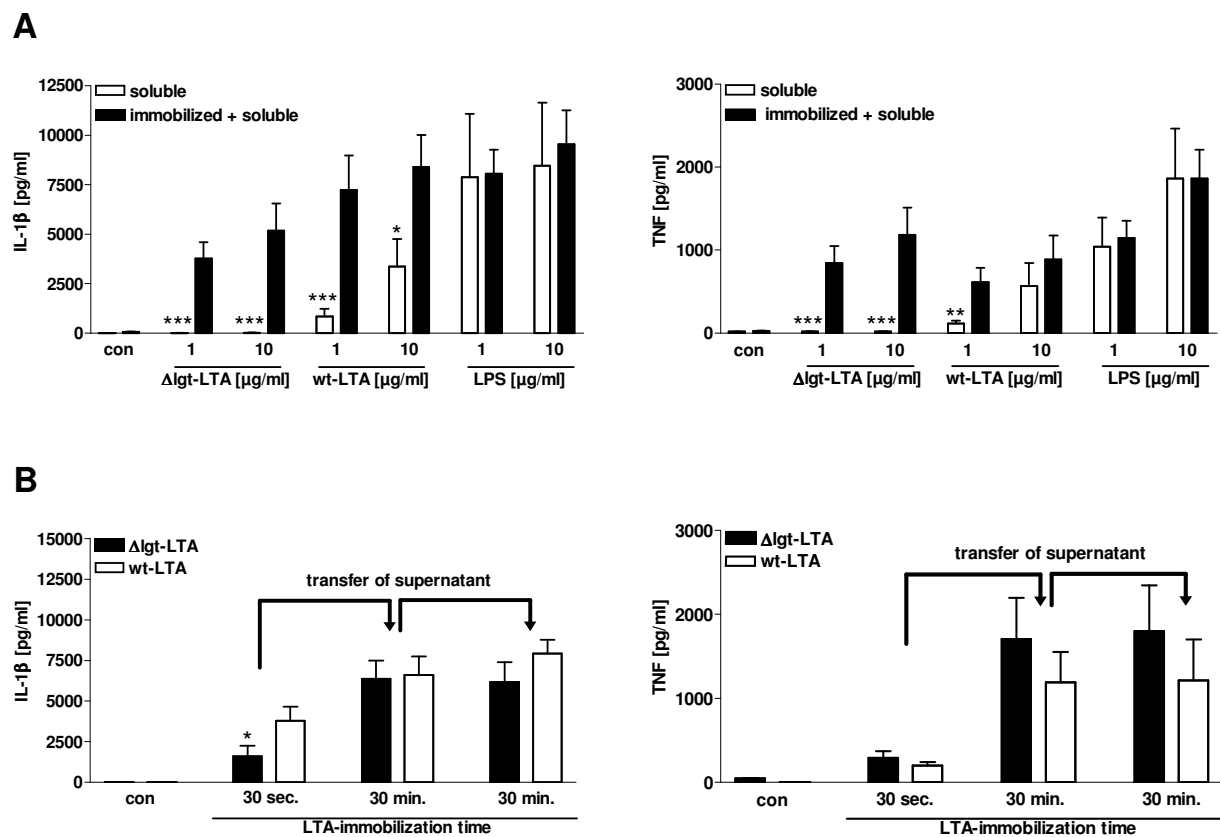 A
soluble
immobilized + soluble
12500
10000
7500
5000
2500
0
IL-1β [pg/ml]
*** *** *** *
con 1 10 1 10 1 10
Δlgt-LTA [µg/ml] wt-LTA [µg/ml] LPS [µg/ml]
soluble
immobilized + soluble
3000
2000
1000
0
TNF [pg/ml]
*** *** **
con 1 10 1 10 1 10
Δlgt-LTA [µg/ml] wt-LTA [µg/ml] LPS [µg/ml]
B
Δlgt-LTA
wt-LTA
transfer of supernatant
15000
12500
10000
7500
5000
2500
0
IL-1β [pg/ml]
*
con 30 sec. 30 min. 30 min.
LTA-immobilization time
Δlgt-LTA
wt-LTA
transfer of supernatant
3000
2000
1000
0
TNF [pg/ml]
con 30 sec. 30 min. 30 min.
LTA-immobilization time